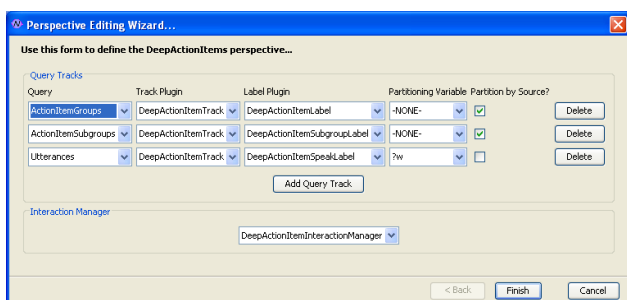 Perspective Editing Wizard...
Use this form to define the DeepActionItems perspective...
Query Tracks
Query Track Plugin Label Plugin Partitioning Variable Partition by Source?
ActionItemGroups DeepActionItemTrack DeepActionItemLabel -NONE- Delete
ActionItemSubgroups DeepActionItemTrack DeepActionItemSubgroupLabel -NONE- Delete
Utterances DeepActionItemTrack DeepActionItemSpeakLabel ?w Delete
Add Query Track
Interaction Manager
DeepActionItemInteractionManager
< Back Finish Cancel